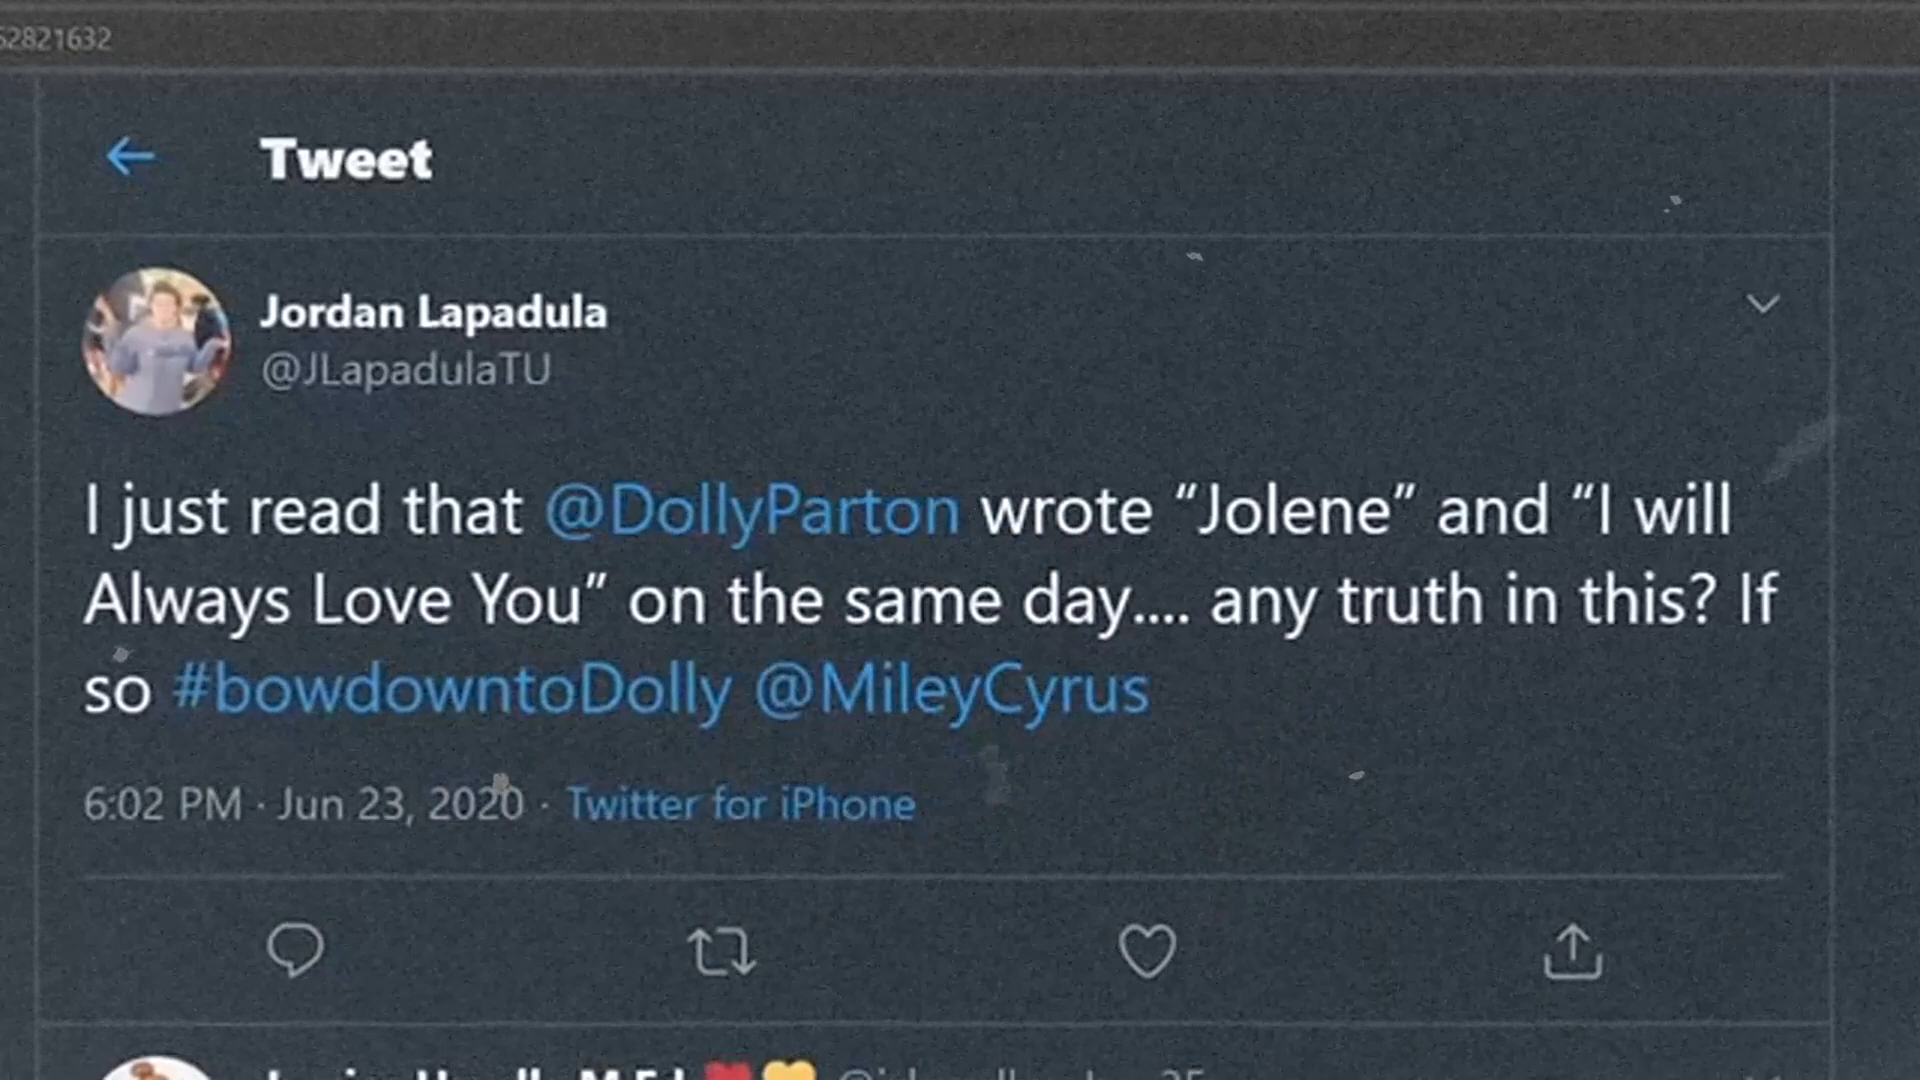 62821632
Tweet
Jordan Lapadula
@JLapadulaTU
I just read that @DollyParton wrote “Jolene” and “I will
Always Love You” on the same day.... any truth in this? If
so #bowdowntoDolly @MileyCyrus
6:02 PM · Jun 23, 2020 · Twitter for iPhone